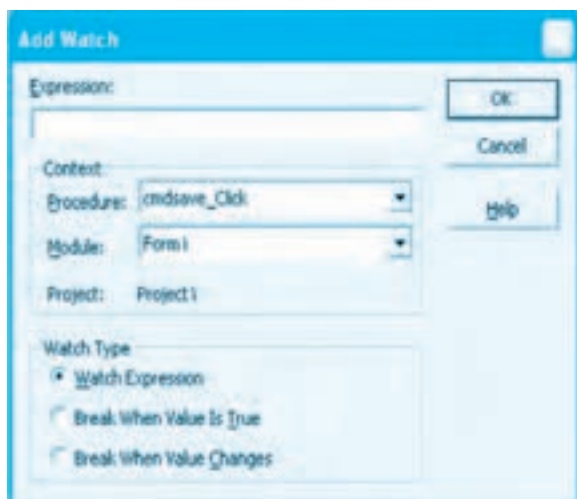 Add Watch
Expression:
OK
Cancel
Help
Context
Procedure: cmdsave_Click
Module: Form1
Project: Project1
Watch Type
Watch Expression
Break When Value Is True
Break When Value Changes